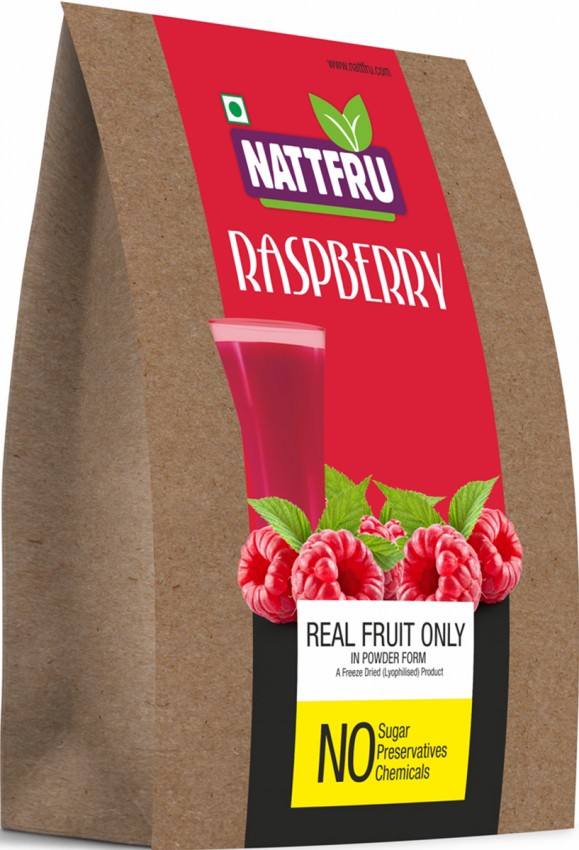 www.nattfru.com
NATTFRU
RASPBERRY
REAL FRUIT ONLY
IN POWDER FORM
A Freeze Dried (Lyophilised) Product
NO Sugar
Preservatives
Chemicals